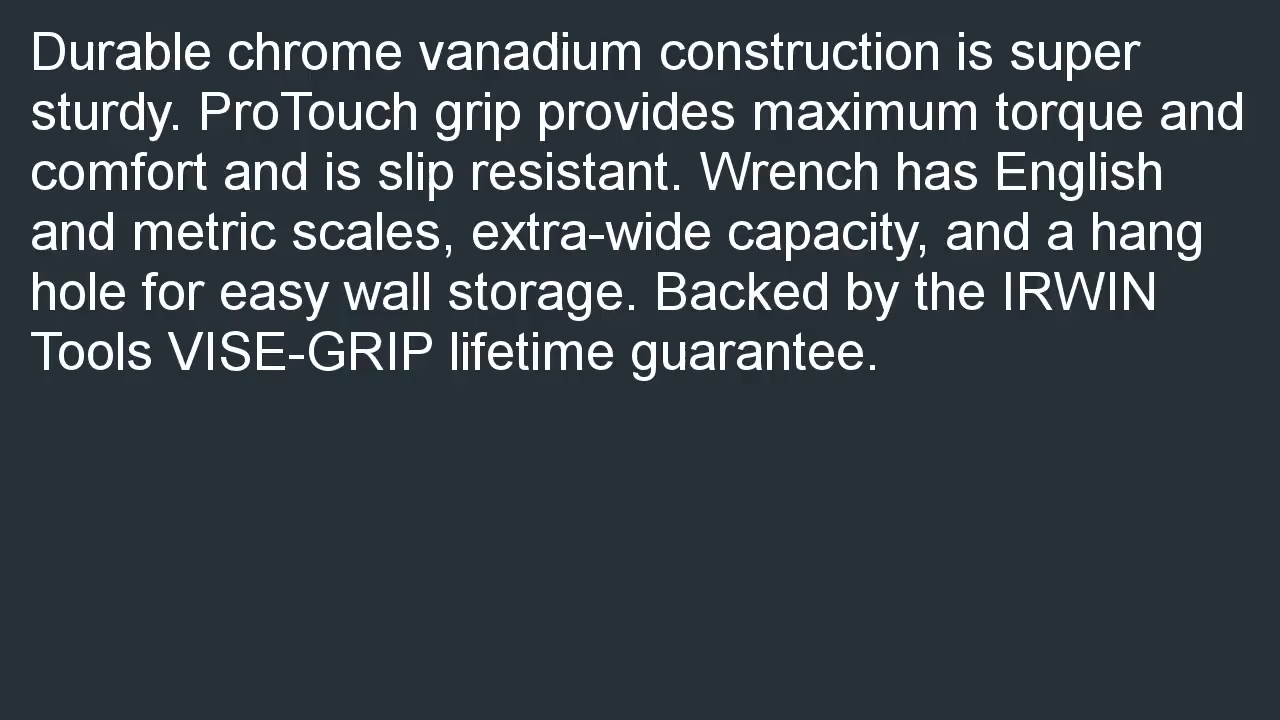 Durable chrome vanadium construction is super
sturdy. ProTouch grip provides maximum torque and
comfort and is slip resistant. Wrench has English
and metric scales, extra-wide capacity, and a hang
hole for easy wall storage. Backed by the IRWIN
Tools VISE-GRIP lifetime guarantee.